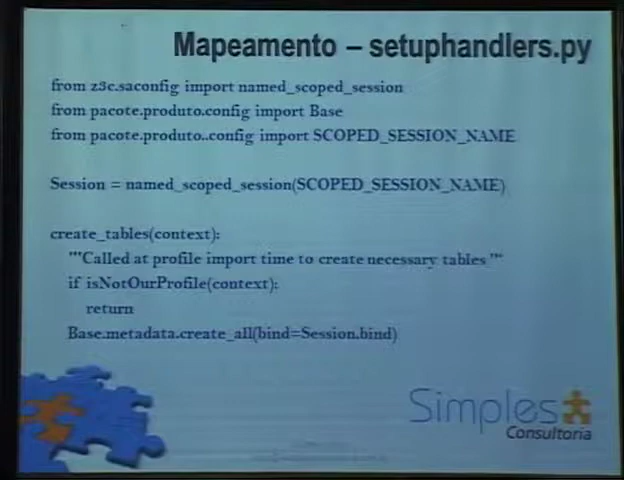 Mapeamento – setuphandlers.py
from z3c.saconfig import named_scoped_session
from pacote.produto.config import Base
from pacote.produto..config import SCOPED_SESSION_NAME
Session = named_scoped_session(SCOPED_SESSION_NAME)
create_tables(context):
"'Called at profile import time to create necessary tables "'
if isNotOurProfile(context):
return
Base.metadata.create_all(bind=Session.bind)
Simples
Consultoria